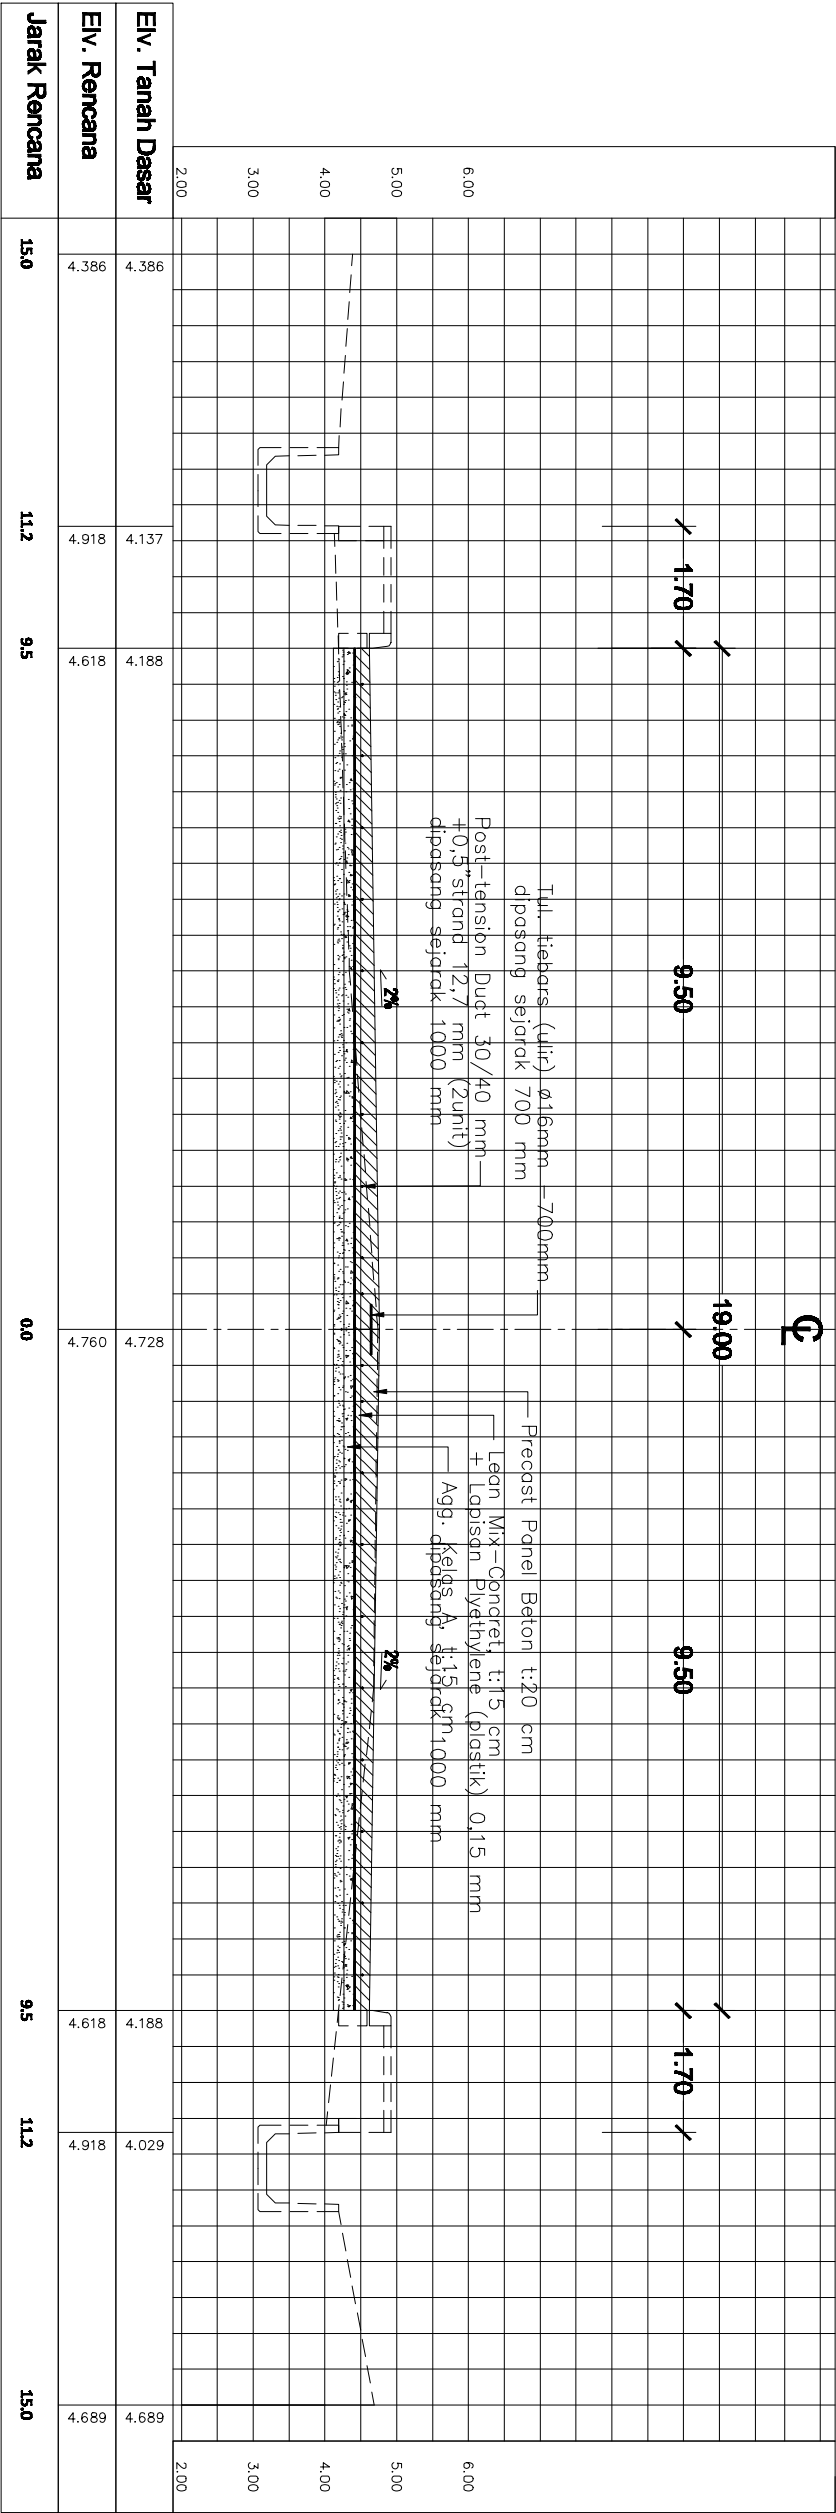 CL
19.00
1.70
9.50
9.50
1.70
Tul. tiebars (ulir) Ø16mm -700mm
dipasang sejarak 700 mm
Post-tension Duct 30/40 mm
+0,5"strand 12,7 mm (2unit)
dipasang sejarak 1000 mm
Precast Panel Beton t:20 cm
Lean Mix-Concret, t:15 cm
+ Lapisan Plyethylene (plastik) 0,15 mm
Agg. Kelas A, t:15 cm
dipasang sejarak 1000 mm
2%
2%
6.00 6.00
5.00 5.00
4.00 4.00
3.00 3.00
2.00 2.00
Elv. Tanah Dasar 4.386 4.137 4.188 4.728 4.188 4.029 4.689
Elv. Rencana 4.386 4.918 4.618 4.760 4.618 4.918 4.689
Jarak Rencana 15.0 11.2 9.5 0.0 9.5 11.2 15.0